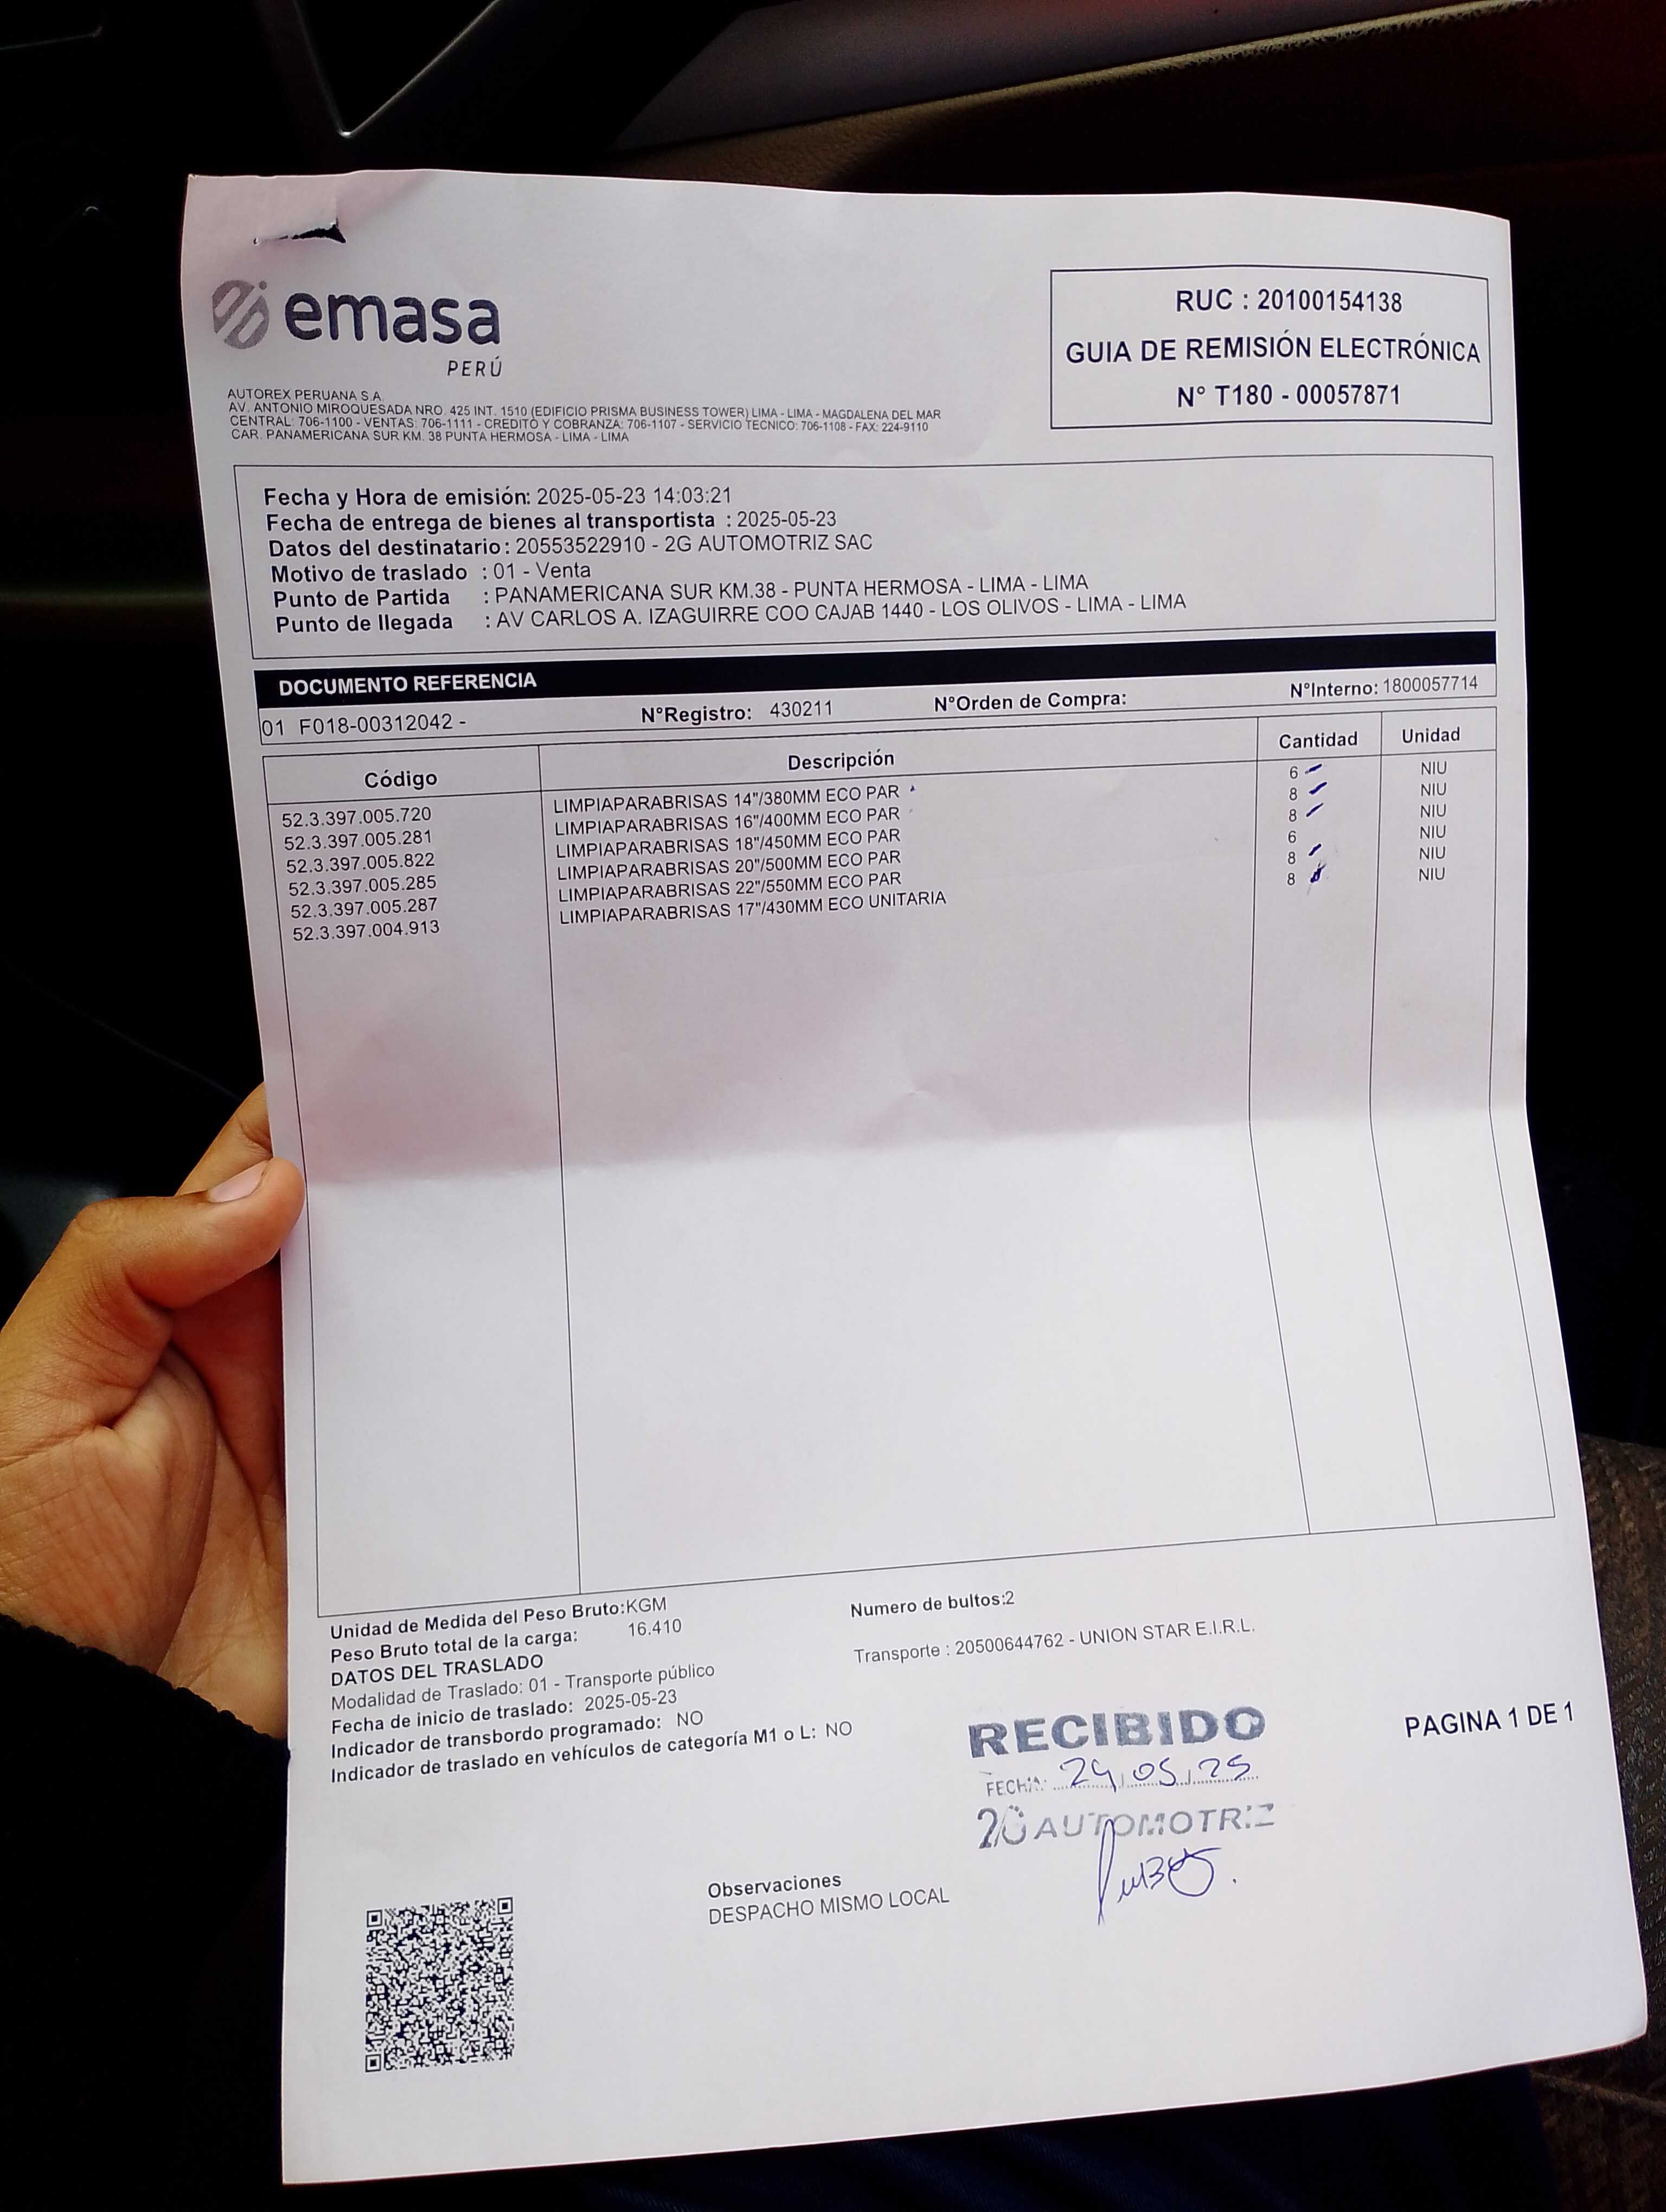 emasa
PERÚ
AUTOREX PERUANA S.A.
AV. ANTONIO MIROQUESADA NRO. 425 INT. 1510 (EDIFICIO PRISMA BUSINESS TOWER) LIMA - LIMA - MAGDALENA DEL MAR
CENTRAL: 706-1100 - VENTAS: 706-1111 - CREDITO Y COBRANZA: 706-1107 - SERVICIO TECNICO: 706-1108 - FAX: 224-9110
CAR. PANAMERICANA SUR KM. 38 PUNTA HERMOSA - LIMA - LIMA
RUC : 20100154138
GUIA DE REMISIÓN ELECTRÓNICA
N° T180 - 00057871
Fecha y Hora de emisión: 2025-05-23 14:03:21
Fecha de entrega de bienes al transportista : 2025-05-23
Datos del destinatario: 20553522910 - 2G AUTOMOTRIZ SAC
Motivo de traslado : 01 - Venta
Punto de Partida : PANAMERICANA SUR KM.38 - PUNTA HERMOSA - LIMA - LIMA
Punto de llegada : AV CARLOS A. IZAGUIRRE COO CAJAB 1440 - LOS OLIVOS - LIMA - LIMA
DOCUMENTO REFERENCIA
01 F018-00312042 - N°Registro: 430211 N°Orden de Compra: N°Interno: 1800057714
Código Descripción Cantidad Unidad
52.3.397.005.720 LIMPIAPARABRISAS 14"/380MM ECO PAR 6 NIU
52.3.397.005.281 LIMPIAPARABRISAS 16"/400MM ECO PAR 8 NIU
52.3.397.005.822 LIMPIAPARABRISAS 18"/450MM ECO PAR 8 NIU
52.3.397.005.285 LIMPIAPARABRISAS 20"/500MM ECO PAR 6 NIU
52.3.397.005.287 LIMPIAPARABRISAS 22"/550MM ECO PAR 8 NIU
52.3.397.004.913 LIMPIAPARABRISAS 17"/430MM ECO UNITARIA 8 NIU
Unidad de Medida del Peso Bruto:KGM Numero de bultos:2
Peso Bruto total de la carga: 16.410
DATOS DEL TRASLADO Transporte : 20500644762 - UNION STAR E.I.R.L.
Modalidad de Traslado: 01 - Transporte público
Fecha de inicio de traslado: 2025-05-23
Indicador de transbordo programado: NO
Indicador de traslado en vehículos de categoría M1 o L: NO
PAGINA 1 DE 1
RECIBIDO
FECHA: 24,05,25
2G AUTOMOTRIZ
Observaciones
DESPACHO MISMO LOCAL